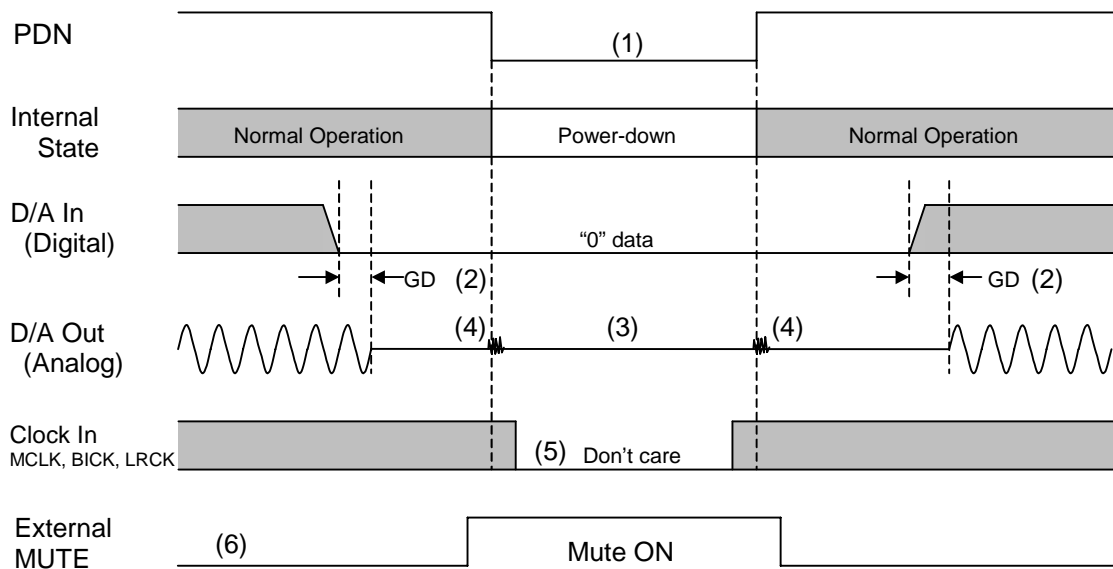 PDN
(1)
Internal
State
Normal Operation
Power-down
Normal Operation
D/A In
(Digital)
“0” data
GD (2)
GD (2)
D/A Out
(Analog)
(4)
(3)
(4)
Clock In
MCLK, BICK, LRCK
(5) Don't care
External
MUTE
(6)
Mute ON